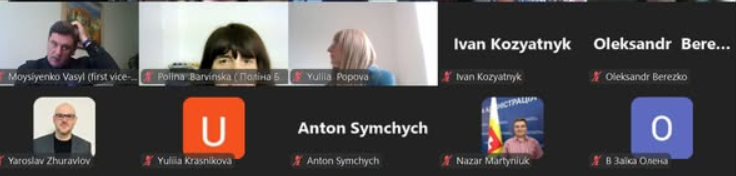 Moysiyenko Vasyl (first vice-...
Polina Barvinska ( Поліна Б
Yuliia Popova
Ivan Kozyatnyk
Ivan Kozyatnyk
Oleksandr Bere...
Oleksandr Berezko
Yaroslav Zhuravlov
U
Yuliia Krasnikova
Anton Symchych
Anton Symchych
Nazar Martyniuk
O
В Заїка Олена